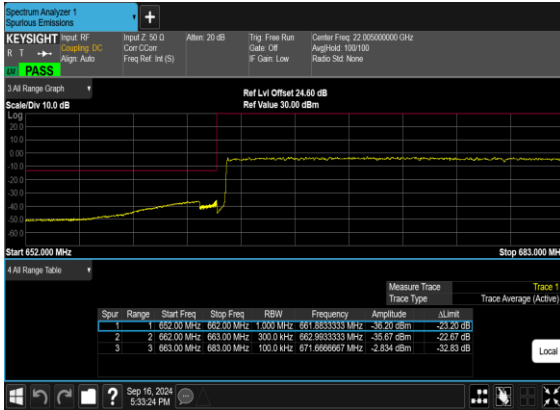 Spectrum Analyzer 1
Spurious Emissions
+
KEYSIGHT Input: RF Input Z: 50 Ω Atten: 20 dB Trig: Free Run Center Freq: 22.005000000 GHz
R T Coupling: DC Corr CCorr Gate: Off Avg|Hold: 100/100
Align: Auto Freq Ref: Int (S) IF Gain: Low Radio Std: None
PASS
3 All Range Graph
Ref Lvl Offset 24.60 dB
Scale/Div 10.0 dB Ref Value 30.00 dBm
Log
20.0
10.0
0.00
-10.0
-20.0
-30.0
-40.0
-50.0
-60.0
Start 652.000 MHz Stop 683.000 MH
4 All Range Table
Measure Trace Trace 1
Trace Type Trace Average (Active)
Spur Range Start Freq Stop Freq RBW Frequency Amplitude ΔLimit
1 1 652.00 MHz 662.00 MHz 1.000 MHz 661.8833333 MHz -36.20 dBm -23.20 dB
2 2 662.00 MHz 663.00 MHz 300.0 kHz 662.9933333 MHz -35.67 dBm -22.67 dB
3 3 663.00 MHz 683.00 MHz 100.0 kHz 671.6666667 MHz -2.834 dBm -32.83 dB
Local
? Sep 16, 2024
5:33:24 PM